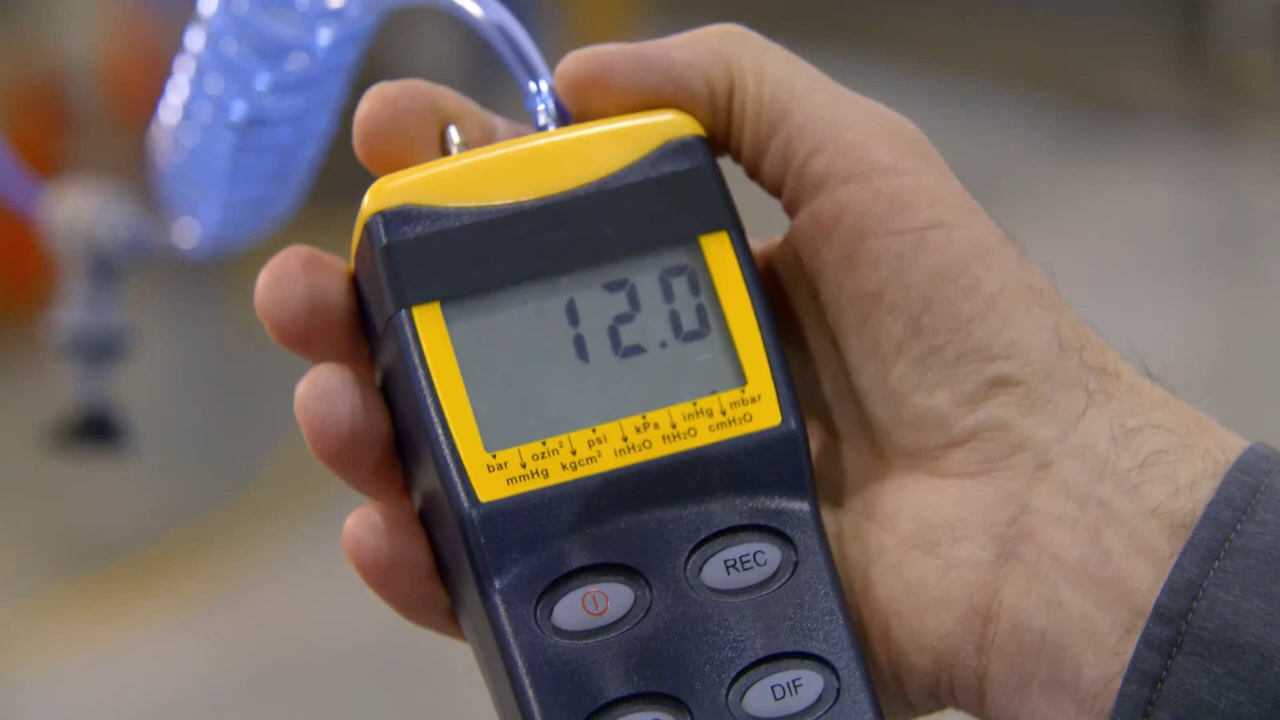 12.0
bar ozin² psi kPa inHg mbar
mmHg kgcm² inH₂O ftH₂O cmH₂O
REC
DIF